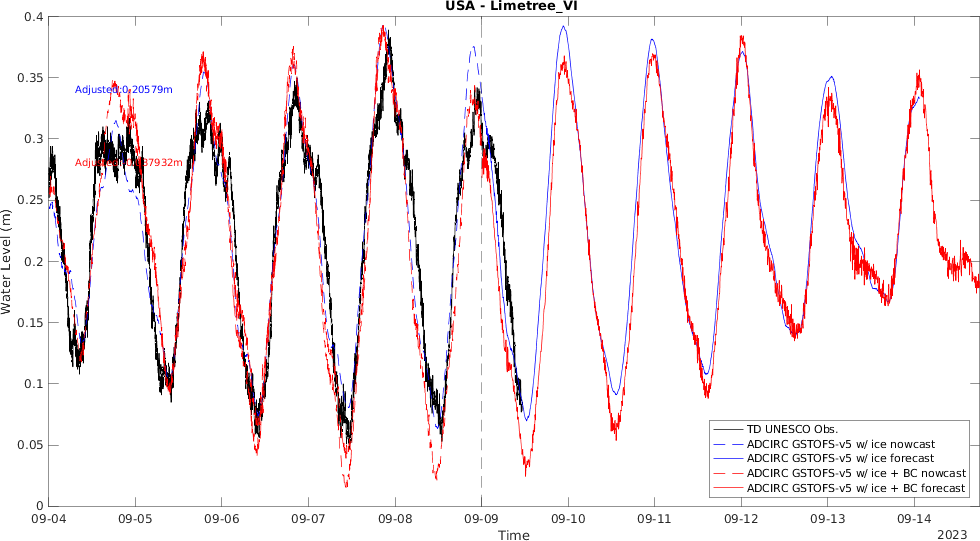 USA - Limetree_VI
0.4
0.35
0.3
0.25
0.2
0.15
0.1
0.05
0
Water Level (m)
Adjusted:0.20579m
09-04 09-05 09-06 09-07 09-08 09-09 09-10 09-11 09-12 09-13 09-14
Time
2023
TD UNESCO Obs.
ADCIRC GSTOFS-v5 w/ ice nowcast
ADCIRC GSTOFS-v5 w/ ice forecast
ADCIRC GSTOFS-v5 w/ ice + BC nowcast
ADCIRC GSTOFS-v5 w/ ice + BC forecast